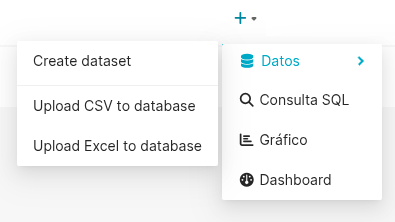 Create dataset
Upload CSV to database
Upload Excel to database
Datos
Consulta SQL
Gráfico
Dashboard